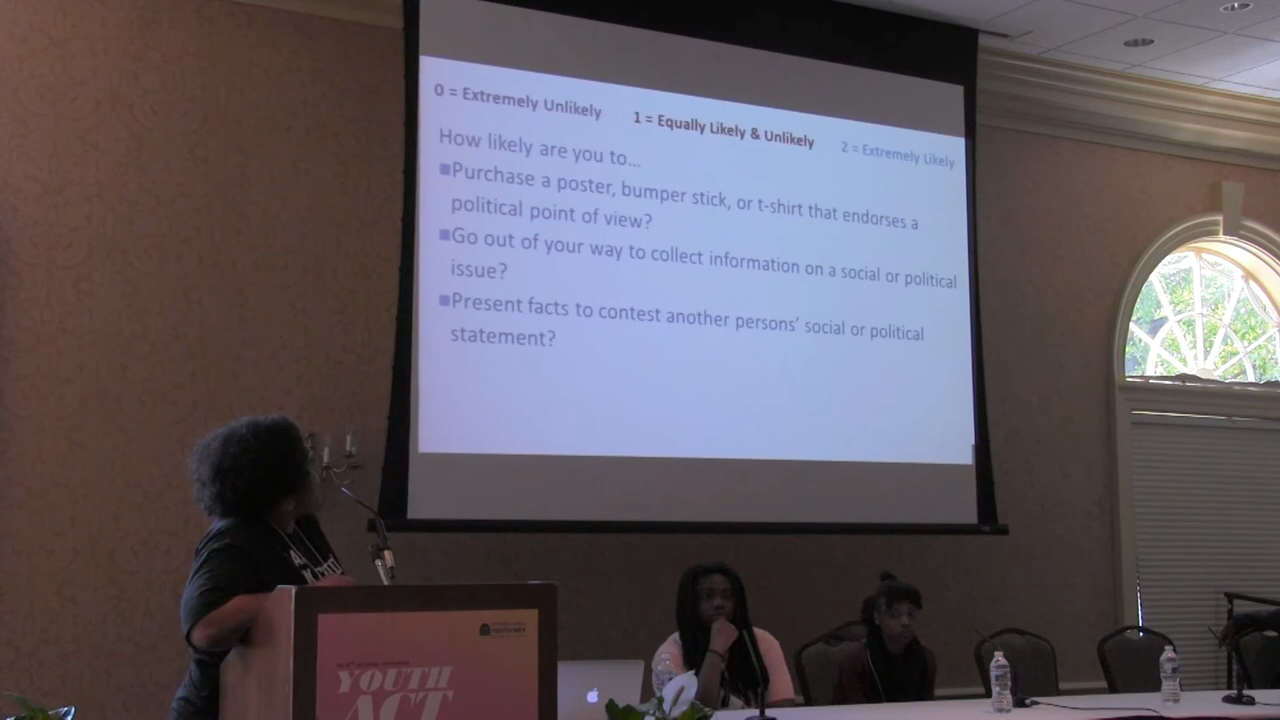 0 = Extremely Unlikely
1 = Equally Likely & Unlikely
2 = Extremely Likely
How likely are you to...
Purchase a poster, bumper stick, or t-shirt that endorses a
political point of view?
Go out of your way to collect information on a social or political
issue?
Present facts to contest another persons' social or political
statement?
YOUTH
ACT